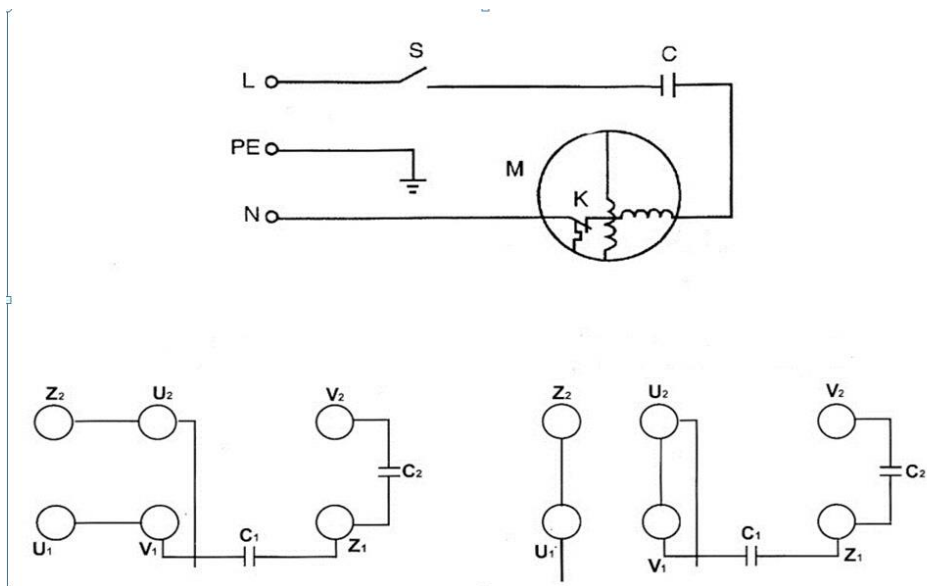 S C
L
PE
M
K
N
Z₂ U₂ V₂
C₂
C₁
U₁ V₁ Z₁
Z₂ U₂ V₂
C₂
C₁
U₁ V₁ Z₁